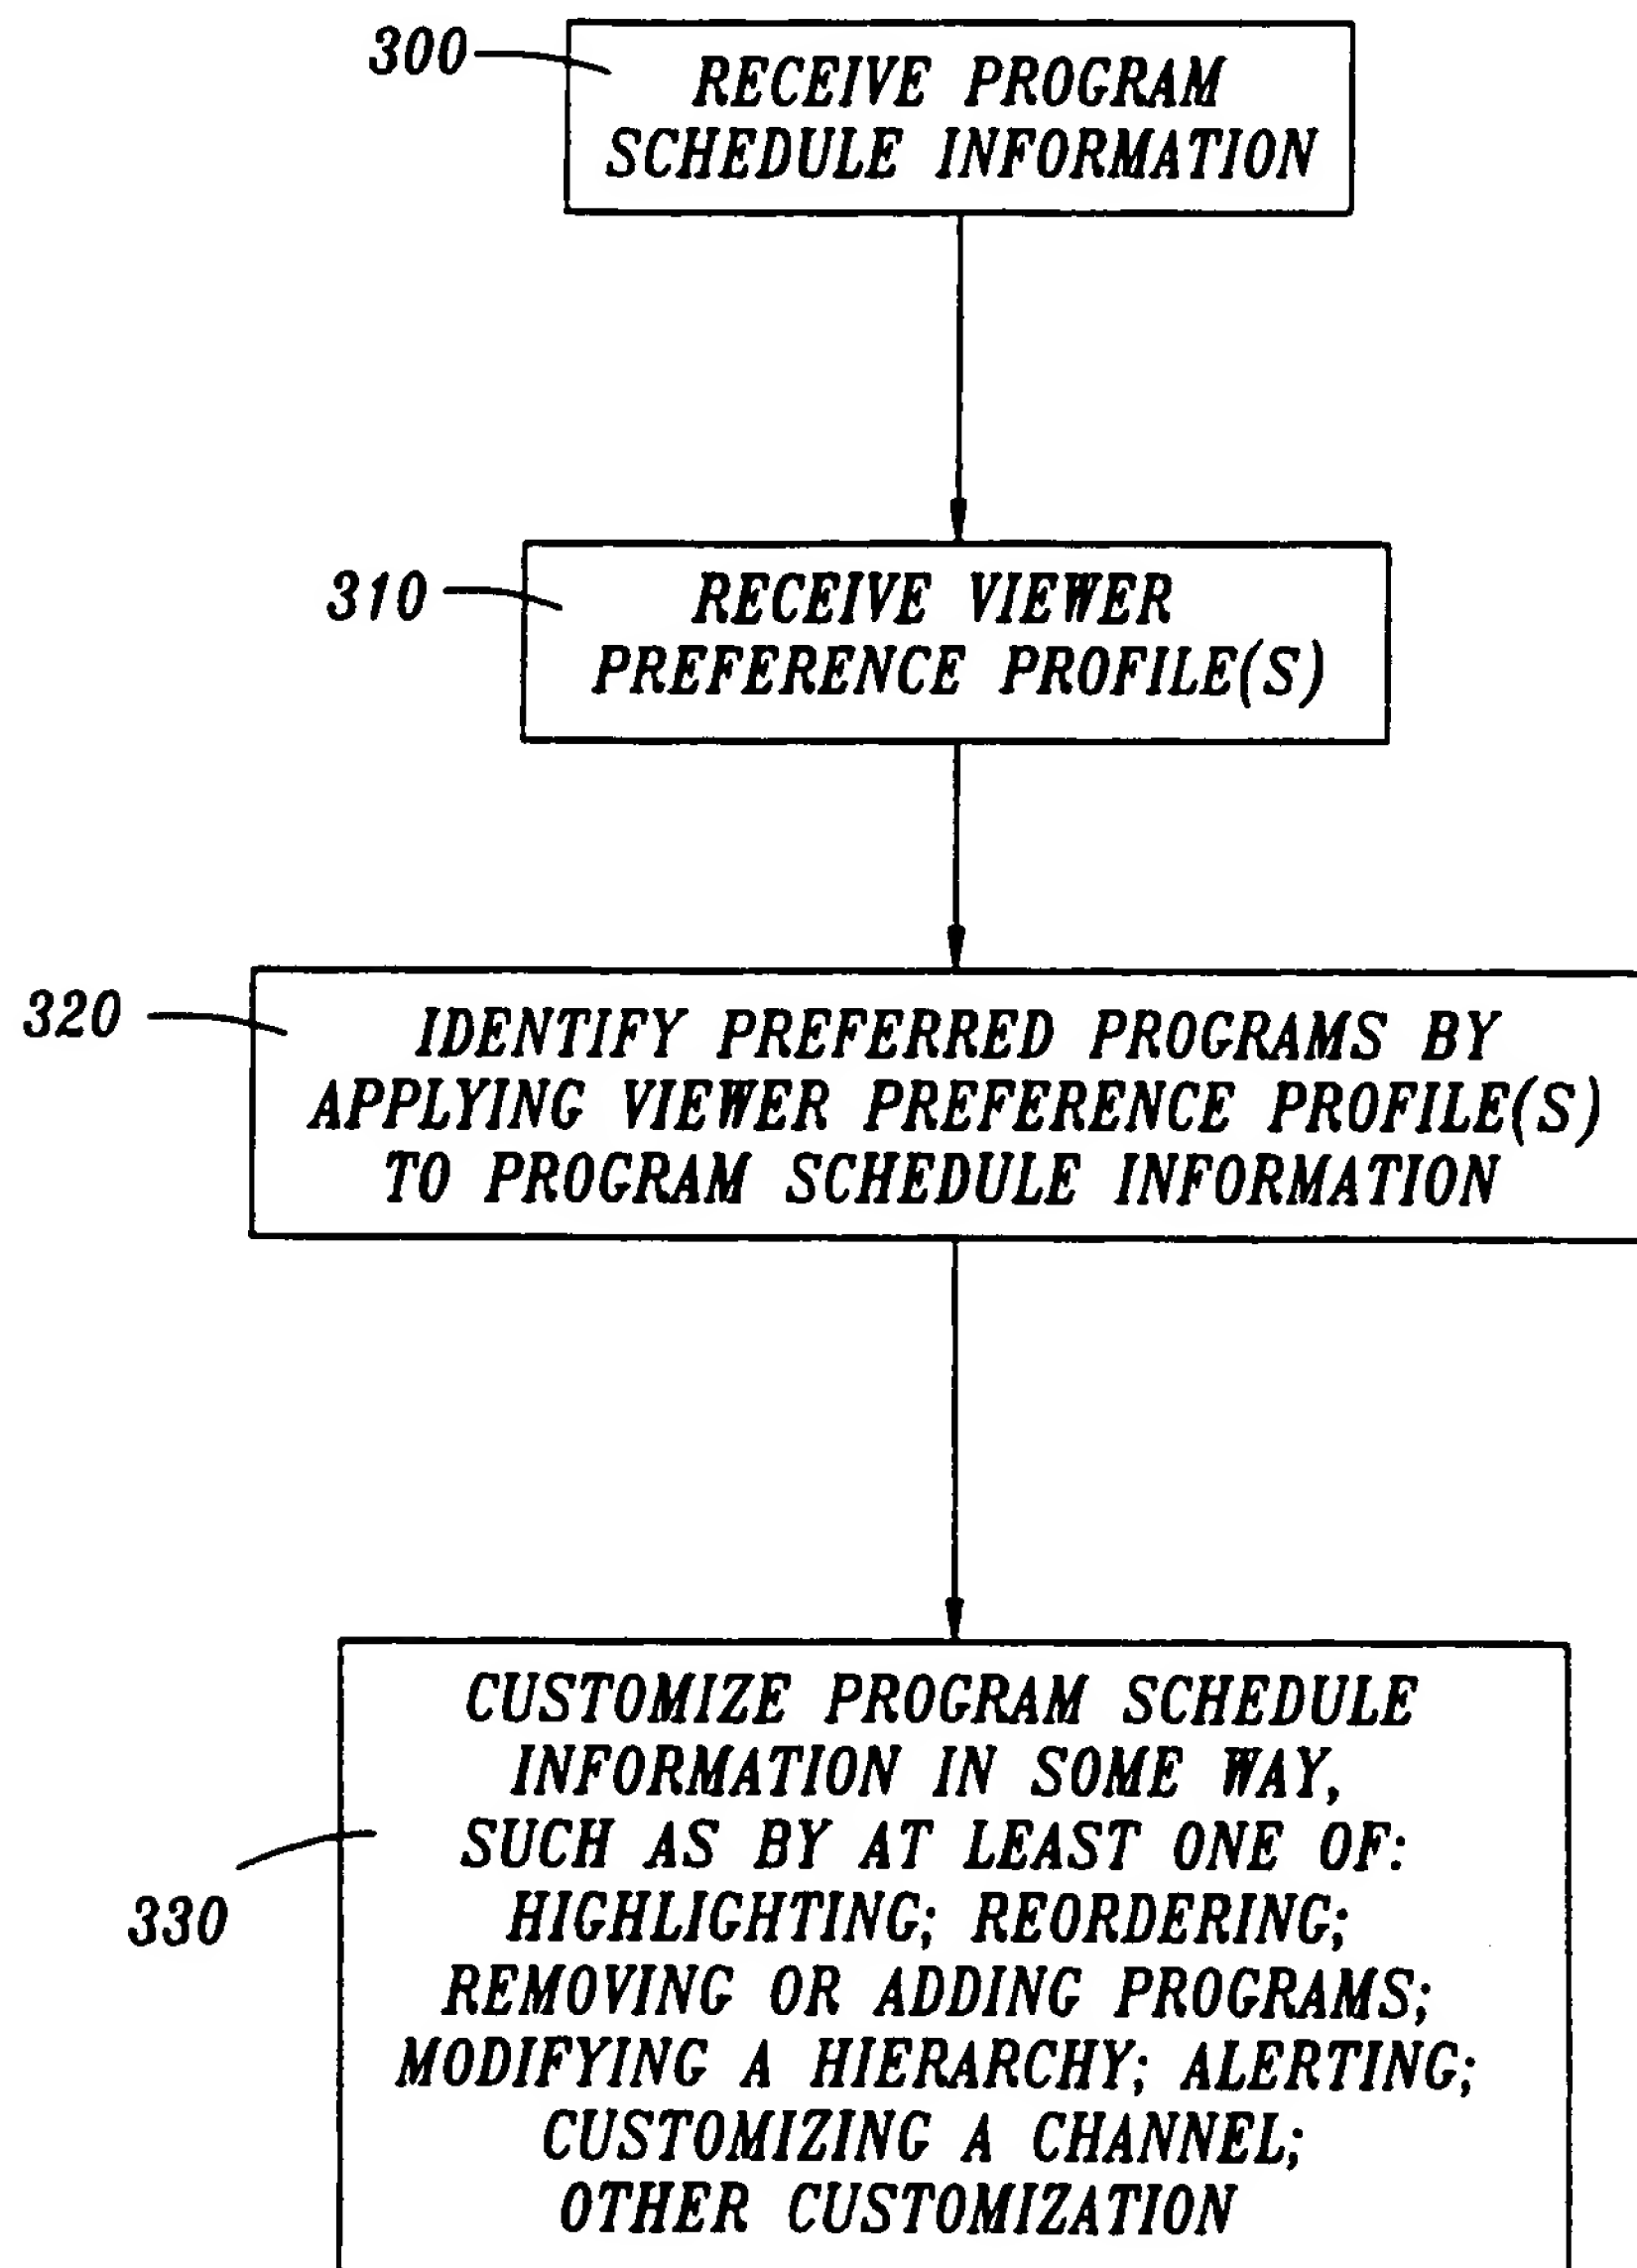 300
RECEIVE PROGRAM
SCHEDULE INFORMATION
310
RECEIVE VIEWER
PREFERENCE PROFILE(S)
320
IDENTIFY PREFERRED PROGRAMS BY
APPLYING VIEWER PREFERENCE PROFILE(S)
TO PROGRAM SCHEDULE INFORMATION
330
CUSTOMIZE PROGRAM SCHEDULE
INFORMATION IN SOME WAY,
SUCH AS BY AT LEAST ONE OF:
HIGHLIGHTING; REORDERING;
REMOVING OR ADDING PROGRAMS;
MODIFYING A HIERARCHY; ALERTING;
CUSTOMIZING A CHANNEL;
OTHER CUSTOMIZATION